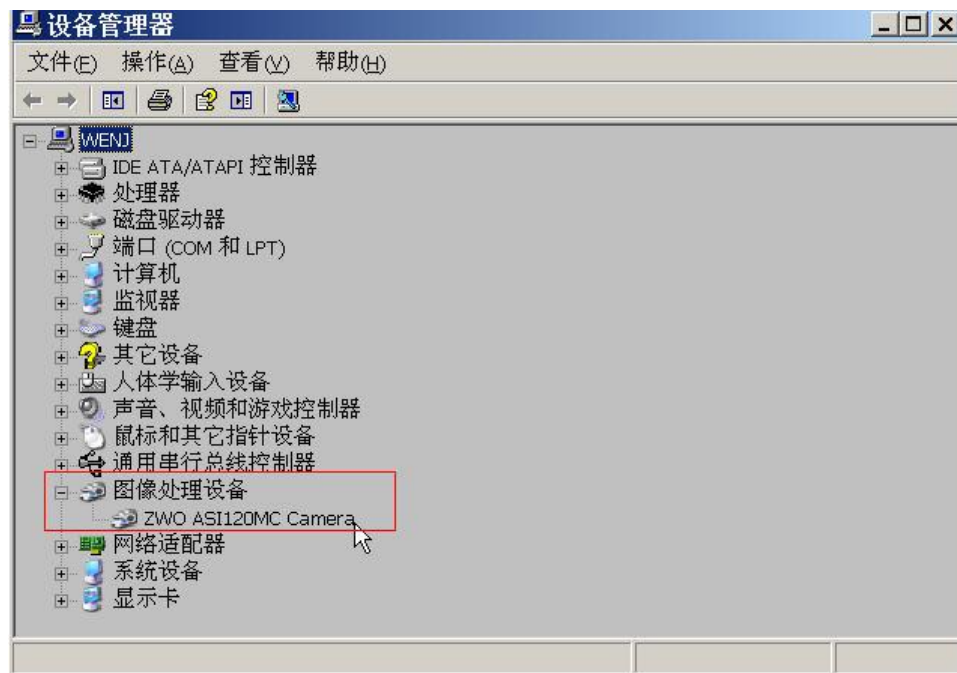 设备管理器
文件(F) 操作(A) 查看(V) 帮助(H)
WENJ
IDE ATA/ATAPI 控制器
处理器
磁盘驱动器
端口 (COM 和 LPT)
计算机
监视器
键盘
其它设备
人体学输入设备
声音、视频和游戏控制器
鼠标和其它指针设备
通用串行总线控制器
图像处理设备
ZWO ASI120MC Camera
网络适配器
系统设备
显示卡